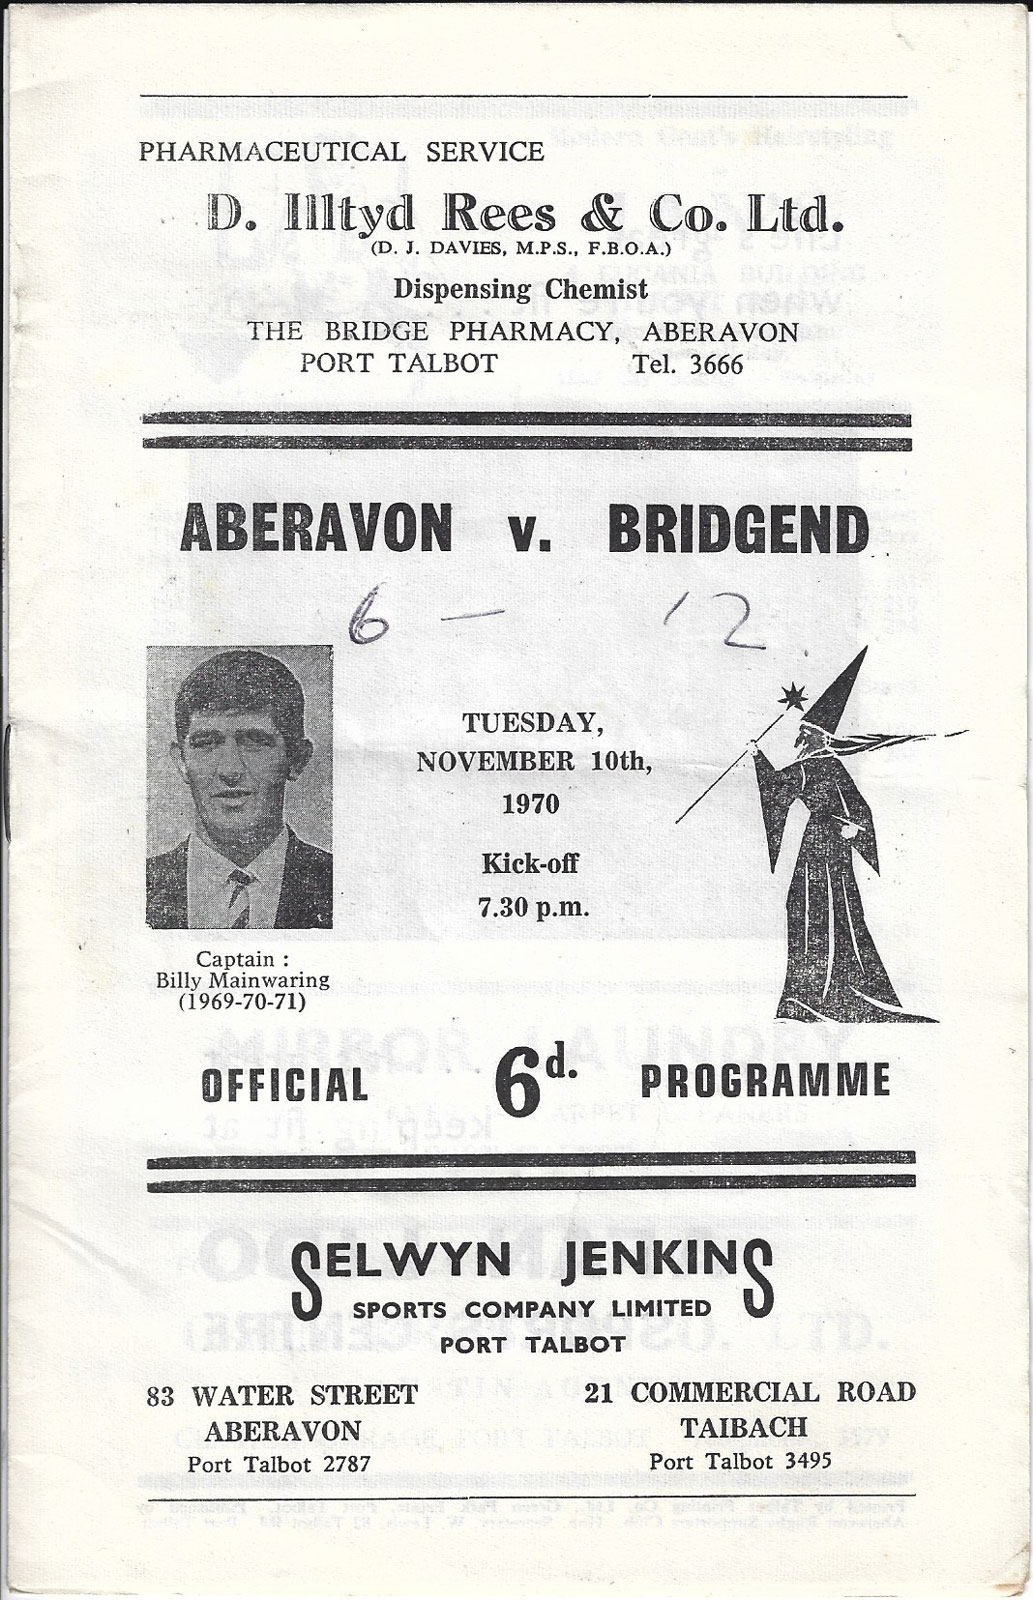 PHARMACEUTICAL SERVICE
D. Illtyd Rees & Co. Ltd.
(D. J. DAVIES, M.P.S., F.B.O.A.)
Dispensing Chemist
THE BRIDGE PHARMACY, ABERAVON
PORT TALBOT Tel. 3666
ABERAVON v. BRIDGEND
6 – 12
TUESDAY,
NOVEMBER 10th,
1970
Kick-off
7.30 p.m.
Captain :
Billy Mainwaring
(1969-70-71)
OFFICIAL 6d. PROGRAMME
SELWYN JENKINS
SPORTS COMPANY LIMITED
PORT TALBOT
83 WATER STREET
ABERAVON
Port Talbot 2787
21 COMMERCIAL ROAD
TAIBACH
Port Talbot 3495